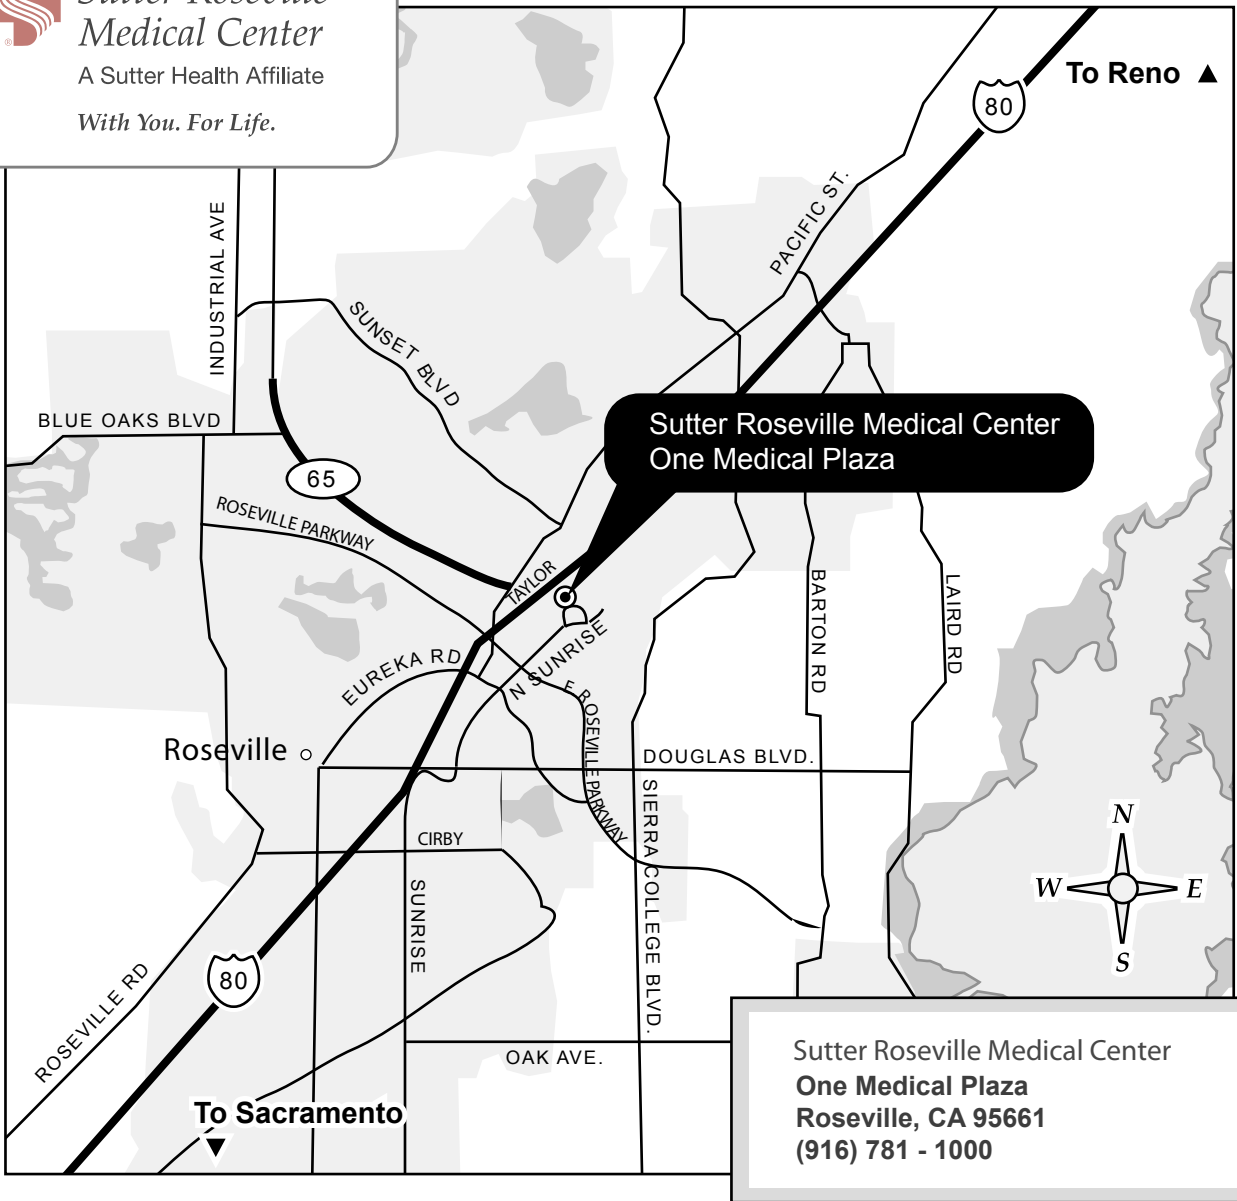 Sutter Roseville
Medical Center
A Sutter Health Affiliate
With You. For Life.
®
To Reno ▲
80
PACIFIC ST.
INDUSTRIAL AVE
SUNSET BLVD
BLUE OAKS BLVD
Sutter Roseville Medical Center
One Medical Plaza
65
ROSEVILLE PARKWAY
TAYLOR
BARTON RD
LAIRD RD
N SUNRISE
EUREKA RD
E ROSEVILLE PARKWAY
Roseville
DOUGLAS BLVD.
SIERRA COLLEGE BLVD.
CIRBY
SUNRISE
N
W
E
S
80
ROSEVILLE RD
OAK AVE.
To Sacramento
▼
Sutter Roseville Medical Center
One Medical Plaza
Roseville, CA 95661
(916) 781 - 1000